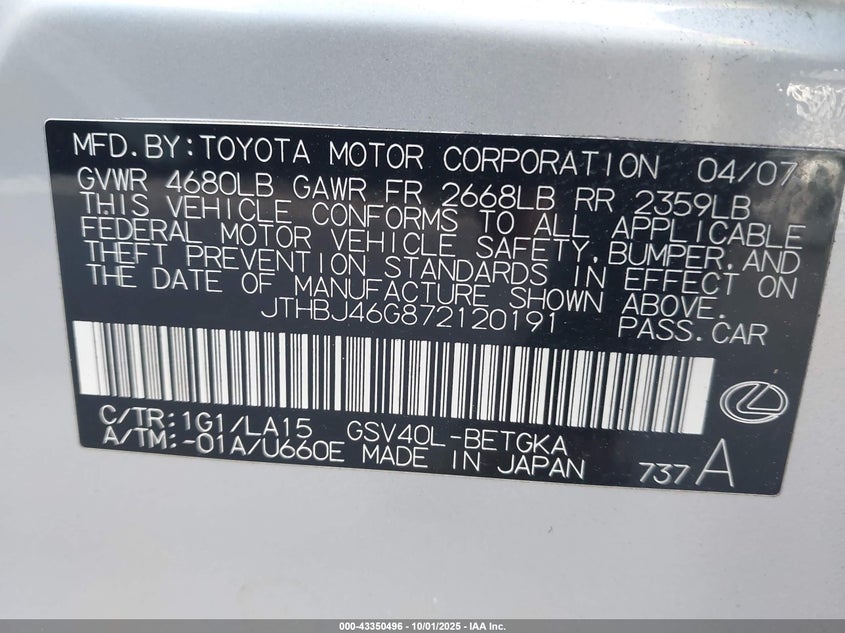 MFD.BY:TOYOTA MOTOR CORPORATION 04/07
GVWR 4680LB GAWR FR 2668LB RR 2359LB
THIS VEHICLE CONFORMS TO ALL APPLICABLE
FEDERAL MOTOR VEHICLE SAFETY,BUMPER,AND
THEFT PREVENTION STANDARDS IN EFFECT ON
THE DATE OF MANUFACTURE SHOWN ABOVE.
JTHBJ46G872120191 PASS.CAR
C/TR:1G1/LA15 GSV40L-BETGKA
A/TM:-01A/U660E MADE IN JAPAN 737A
000-43350496 - 10/01/2025 - IAA Inc.